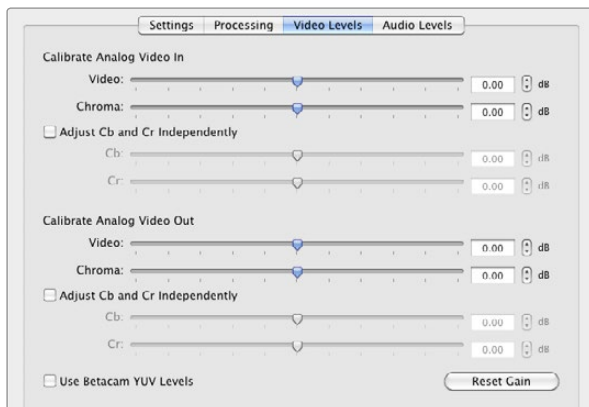 Settings Processing Video Levels Audio Levels
Calibrate Analog Video In
Video: 0.00 dB
Chroma: 0.00 dB
Adjust Cb and Cr Independently
Cb: 0.00 dB
Cr: 0.00 dB
Calibrate Analog Video Out
Video: 0.00 dB
Chroma: 0.00 dB
Adjust Cb and Cr Independently
Cb: 0.00 dB
Cr: 0.00 dB
Use Betacam YUV Levels Reset Gain